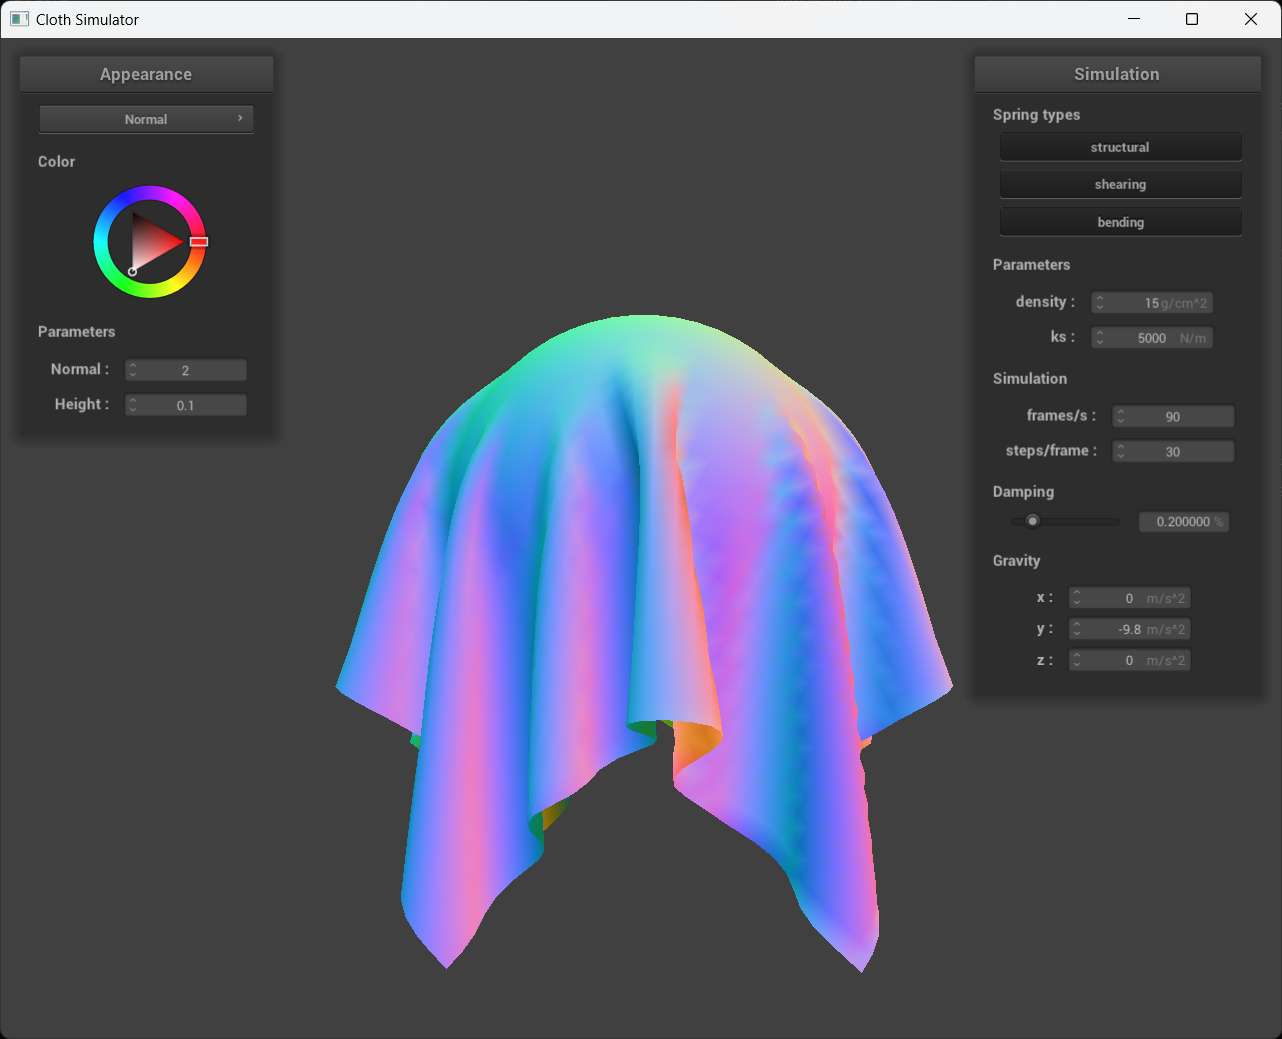 Cloth Simulator
Appearance
Normal
Color
Parameters
Normal : 2
Height : 0.1
Simulation
Spring types
structural
shearing
bending
Parameters
density : 15 g/cm^2
ks : 5000 N/m
Simulation
frames/s : 90
steps/frame : 30
Damping
0.200000 %
Gravity
x : 0 m/s^2
y : -9.8 m/s^2
z : 0 m/s^2